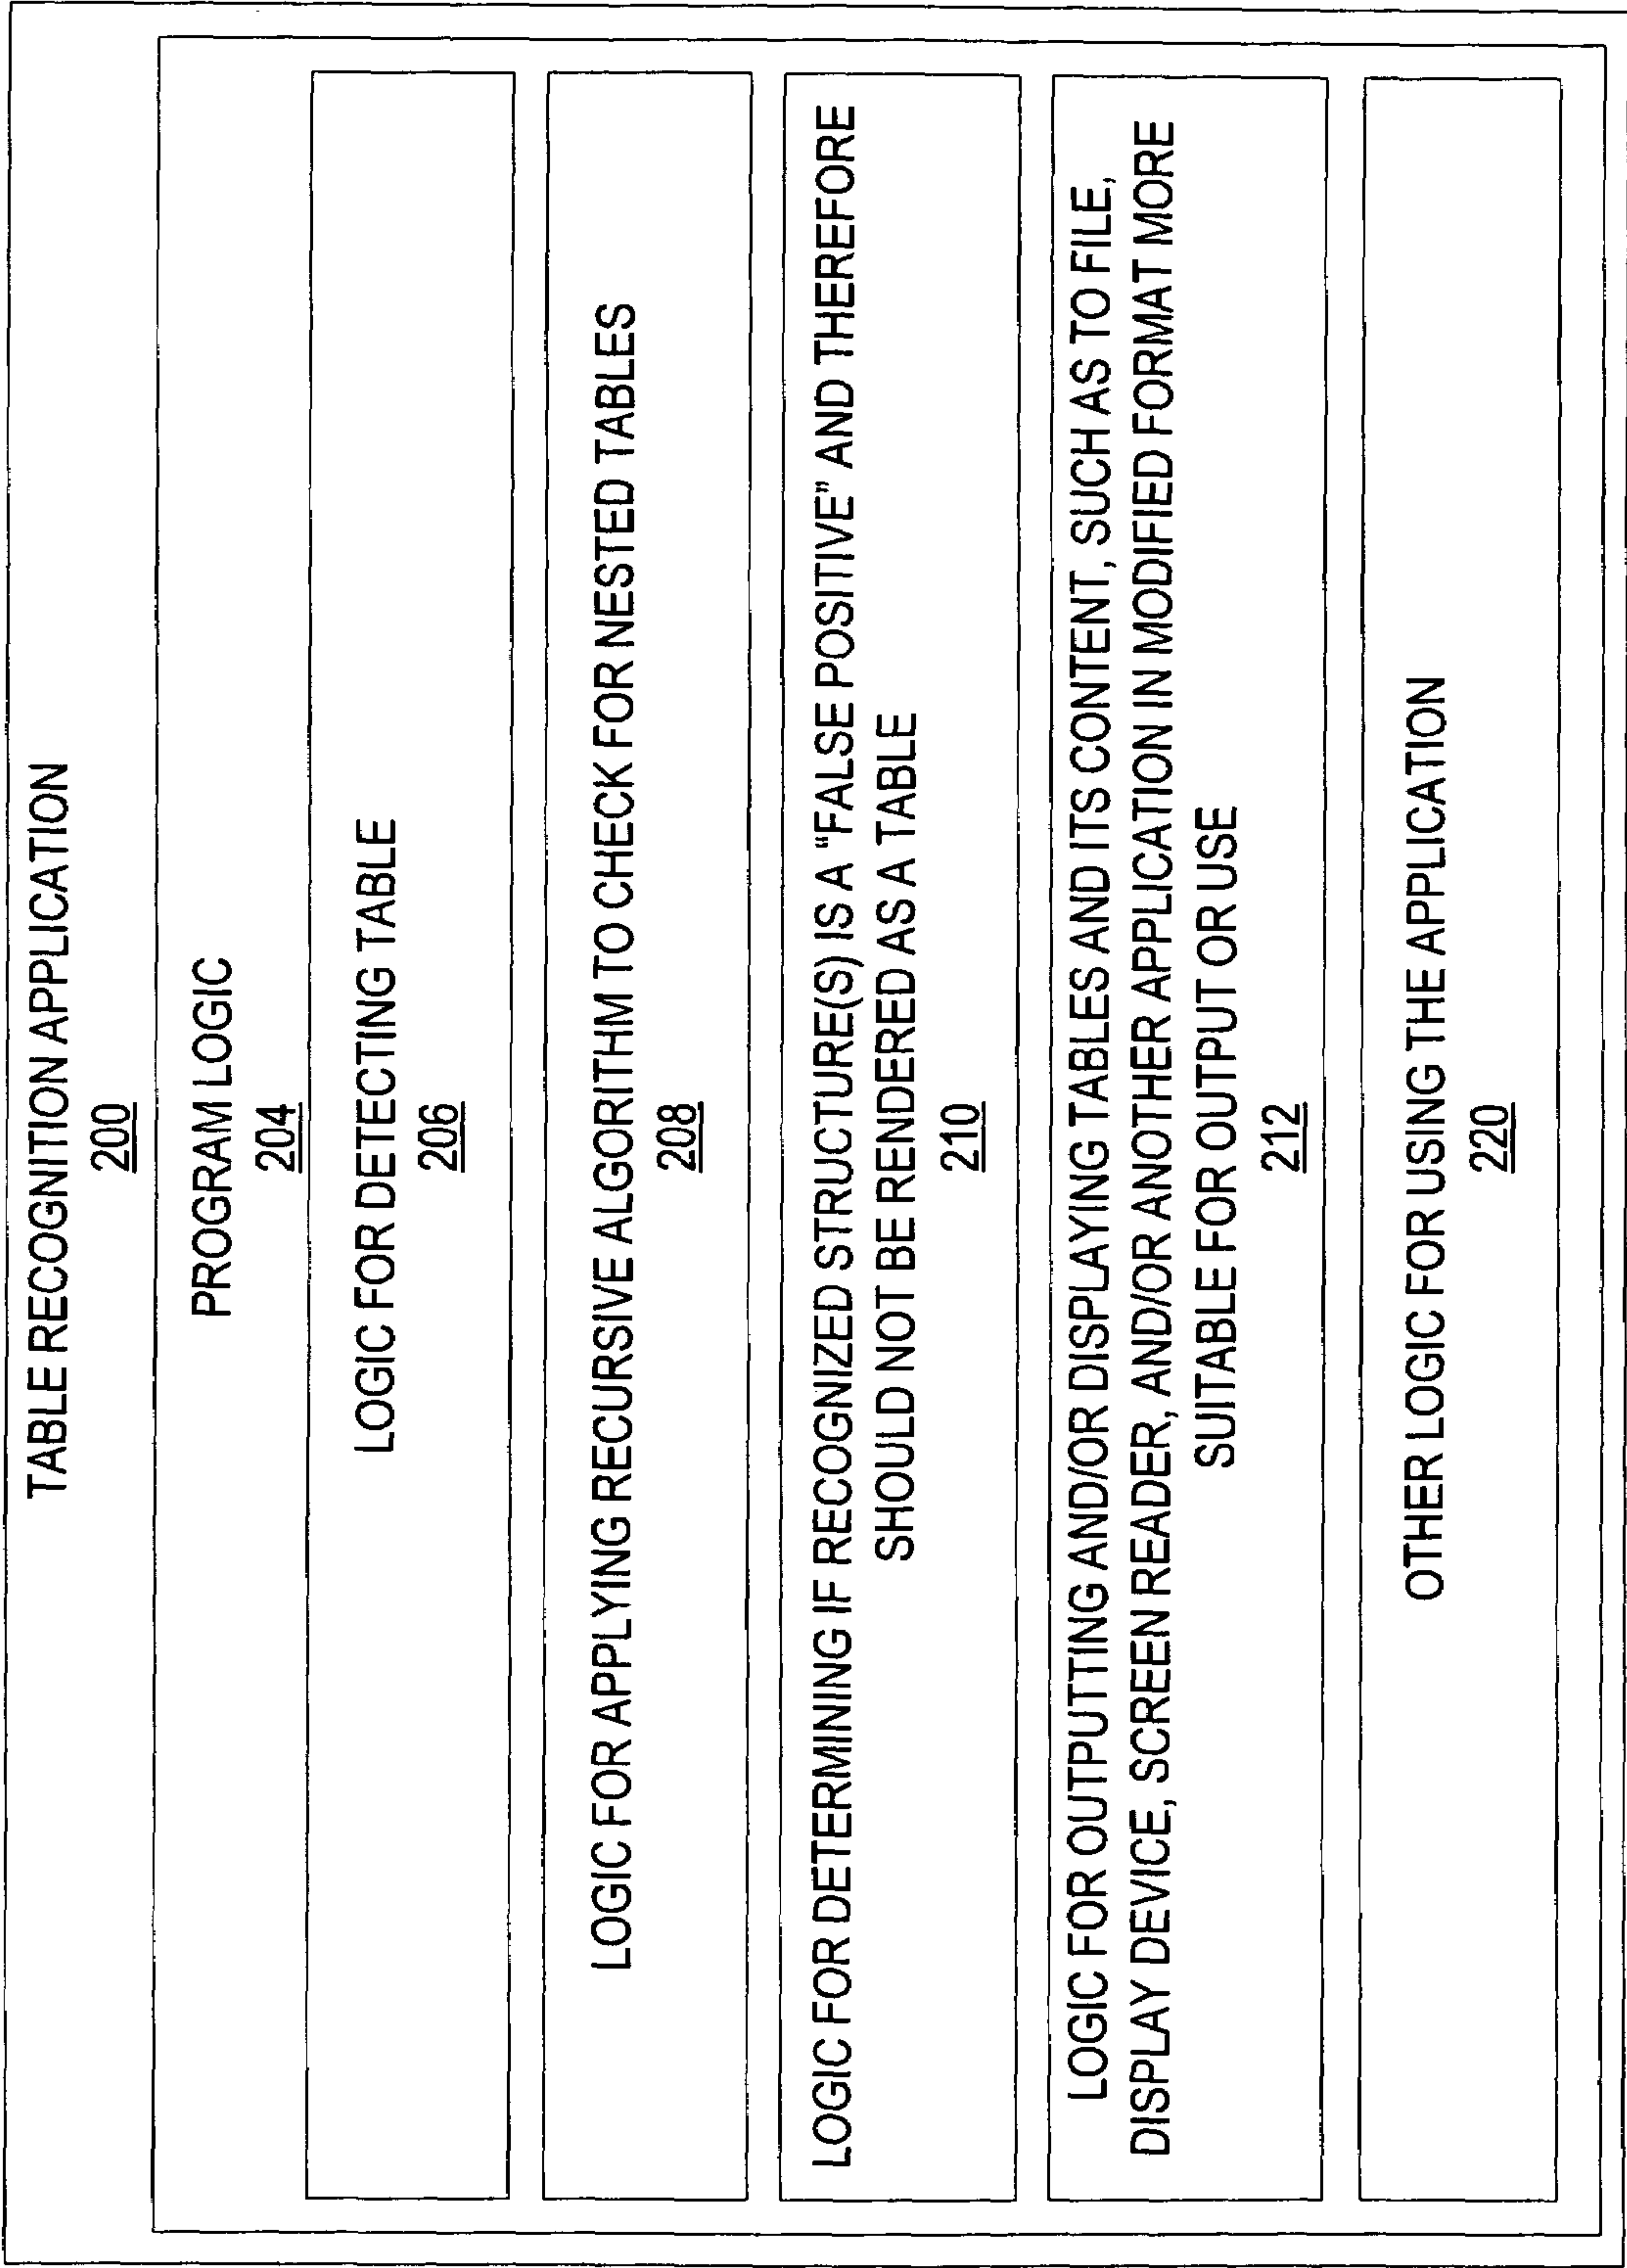 TABLE RECOGNITION APPLICATION
200
PROGRAM LOGIC
204
LOGIC FOR DETECTING TABLE
206
LOGIC FOR APPLYING RECURSIVE ALGORITHM TO CHECK FOR NESTED TABLES
208
LOGIC FOR DETERMINING IF RECOGNIZED STRUCTURE(S) IS A "FALSE POSITIVE" AND THEREFORE
SHOULD NOT BE RENDERED AS A TABLE
210
LOGIC FOR OUTPUTTING AND/OR DISPLAYING TABLES AND ITS CONTENT, SUCH AS TO FILE,
DISPLAY DEVICE, SCREEN READER, AND/OR ANOTHER APPLICATION IN MODIFIED FORMAT MORE
SUITABLE FOR OUTPUT OR USE
212
OTHER LOGIC FOR USING THE APPLICATION
220